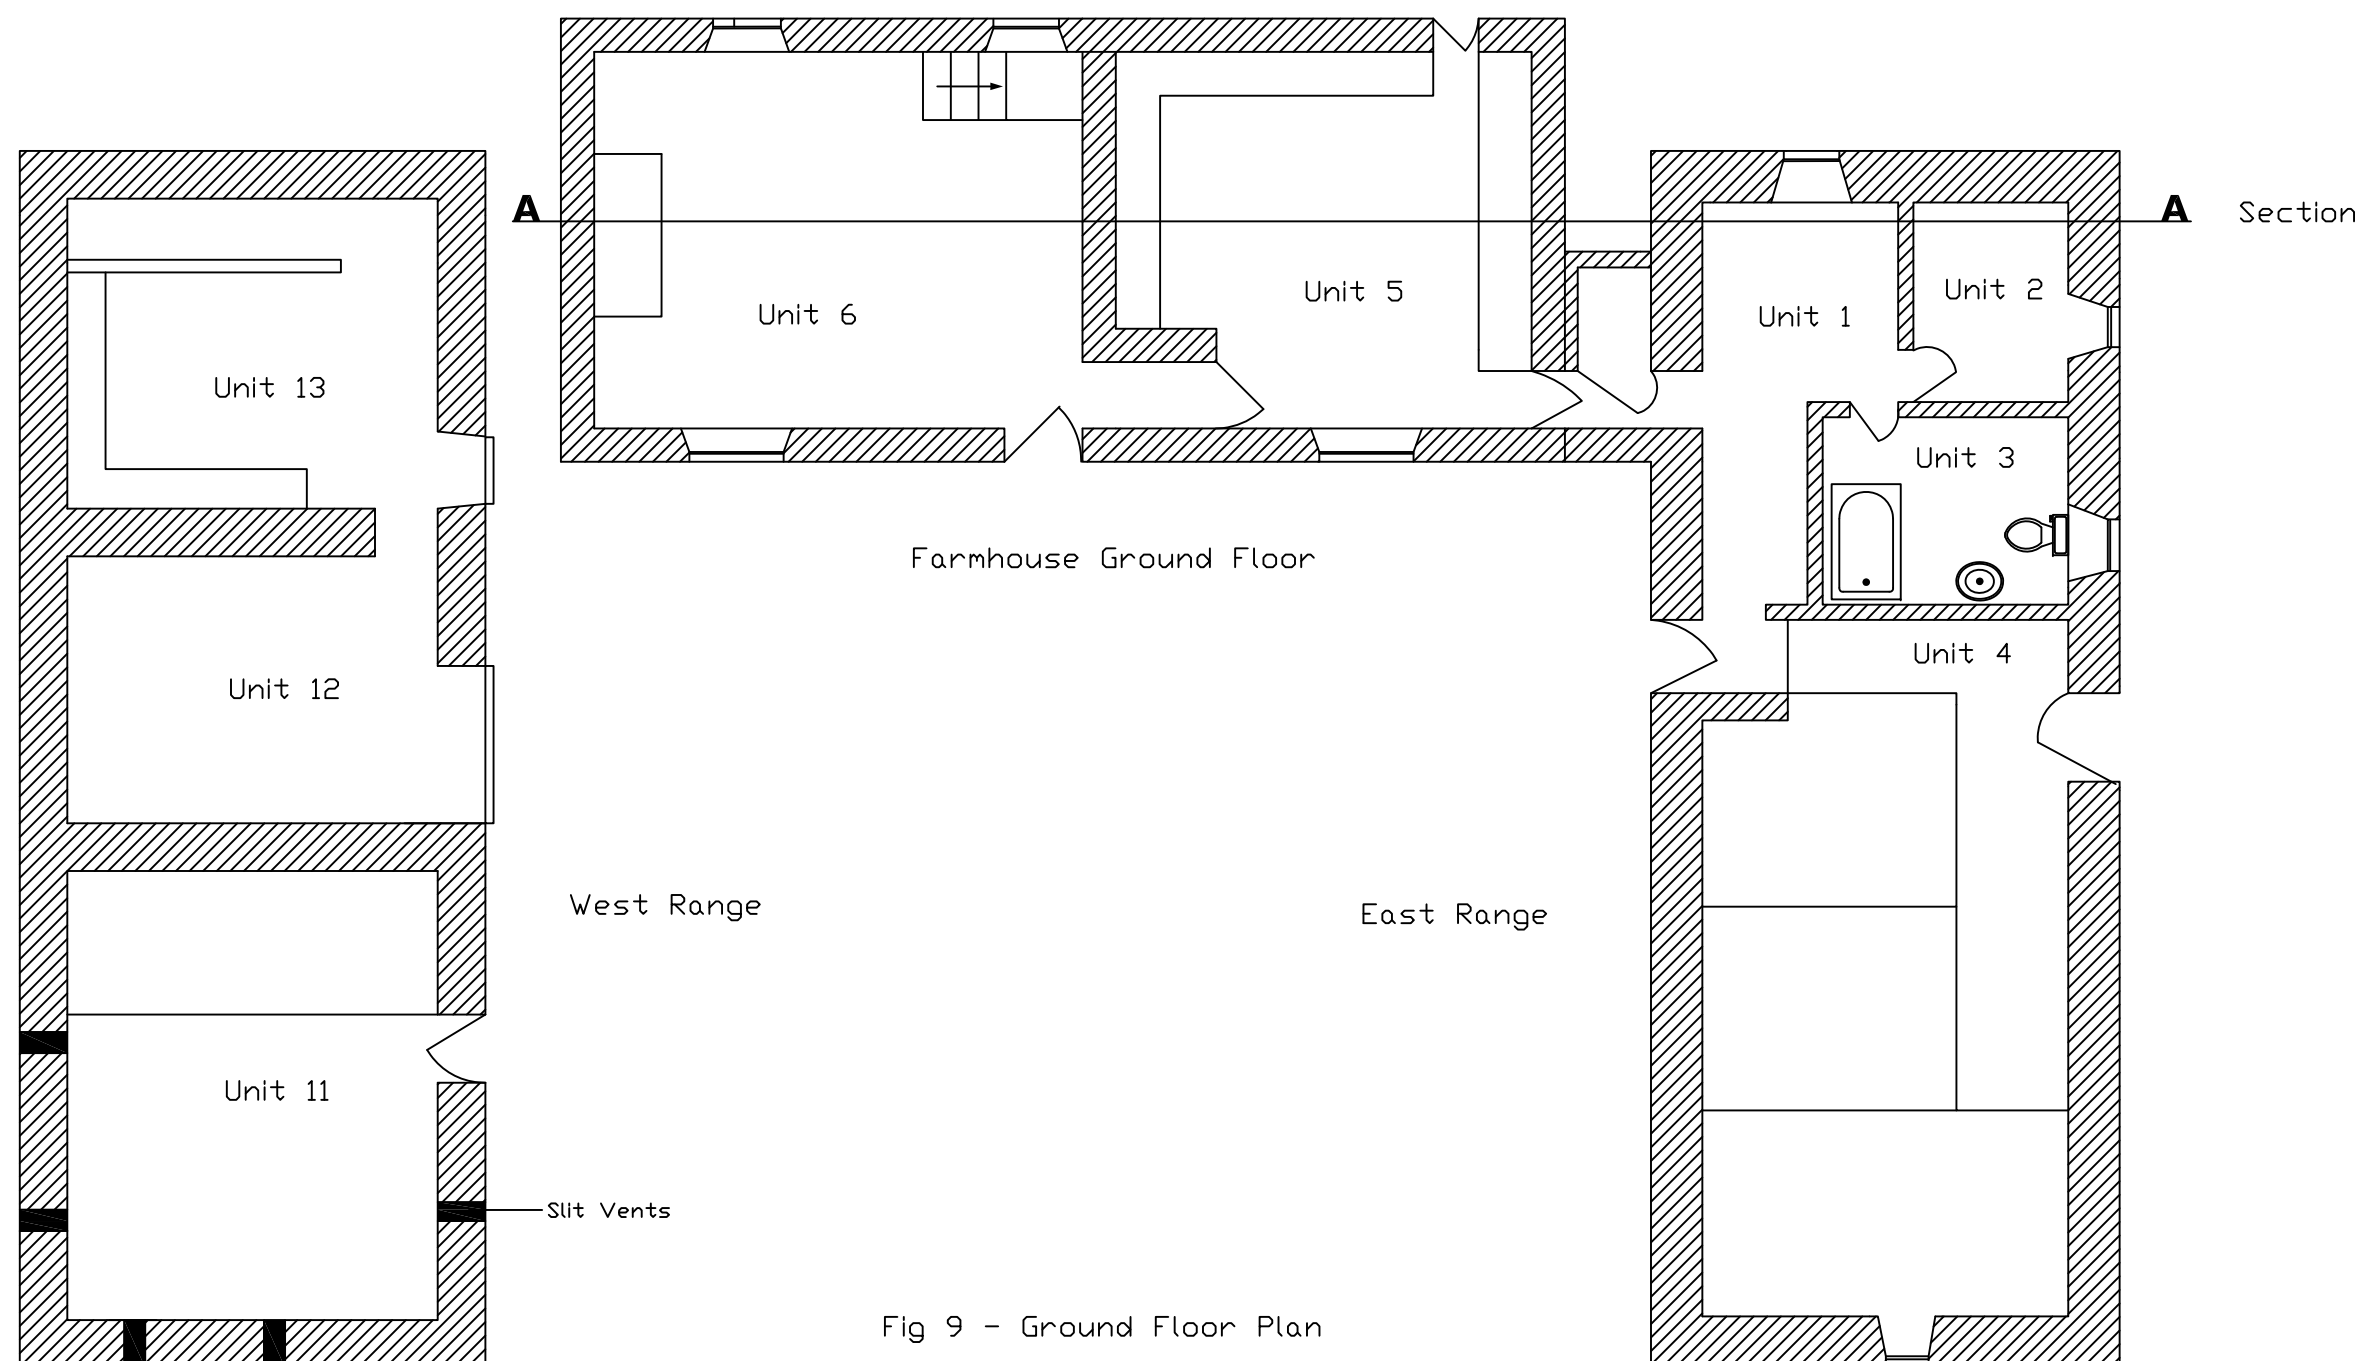 A
A
Section
Unit 2
Unit 5
Unit 6
Unit 1
Unit 13
Unit 3
Farmhouse Ground Floor
Unit 4
Unit 12
West Range
East Range
Unit 11
Slit Vents
Fig 9 - Ground Floor Plan